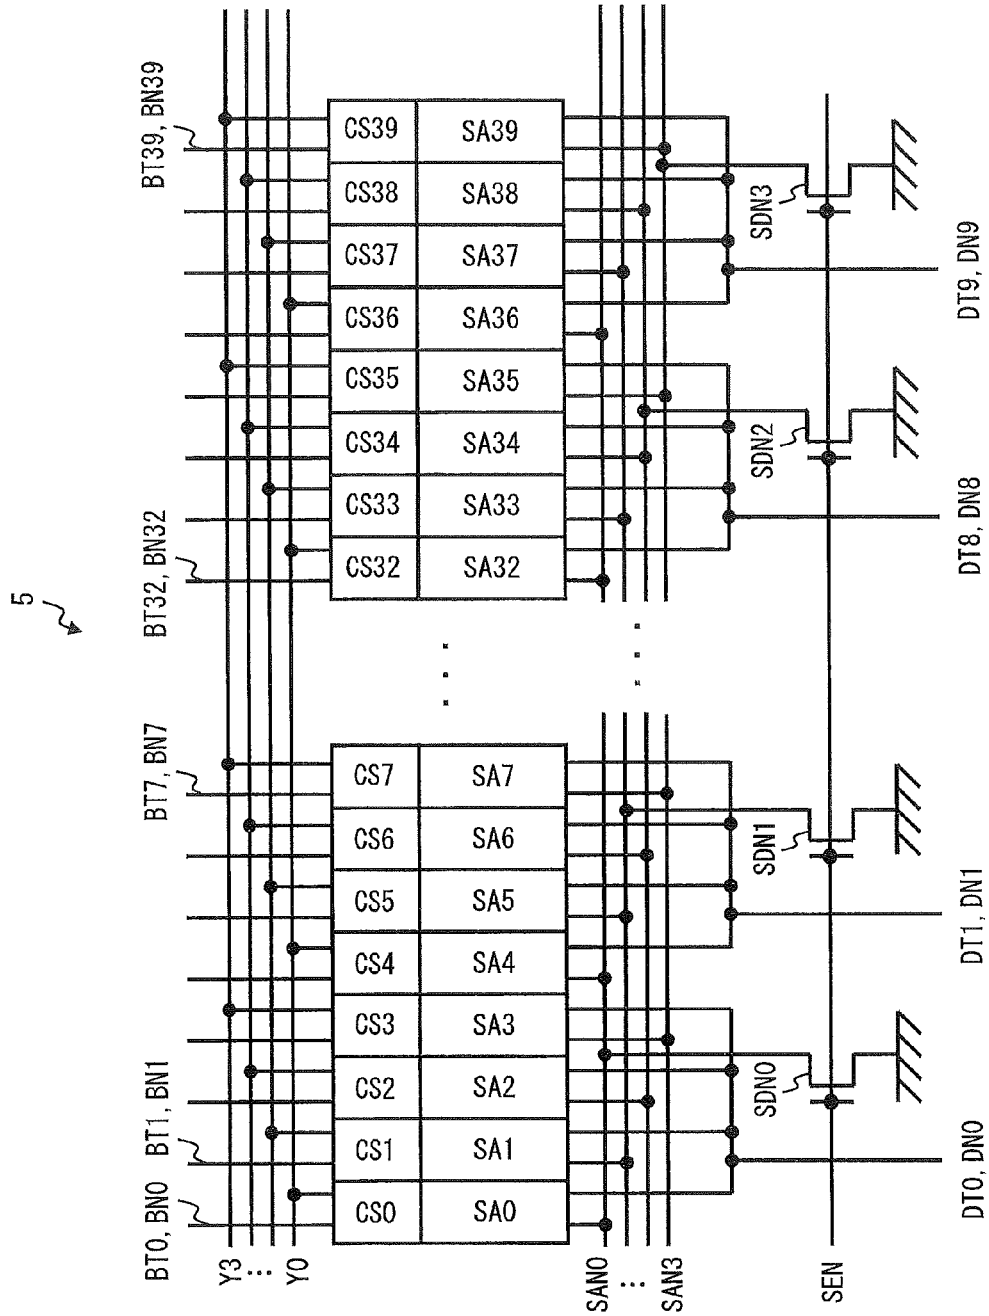 5
BT0, BN0
BT1, BN1
BT7, BN7
BT32, BN32
BT39, BN39
Y3
Y0
CS0
CS1
CS2
CS3
CS4
CS5
CS6
CS7
CS32
CS33
CS34
CS35
CS36
CS37
CS38
CS39
SA0
SA1
SA2
SA3
SA4
SA5
SA6
SA7
SA32
SA33
SA34
SA35
SA36
SA37
SA38
SA39
SAN0
SAN3
SDN0
SDN1
SDN2
SDN3
SEN
DT0, DN0
DT1, DN1
DT8, DN8
DT9, DN9